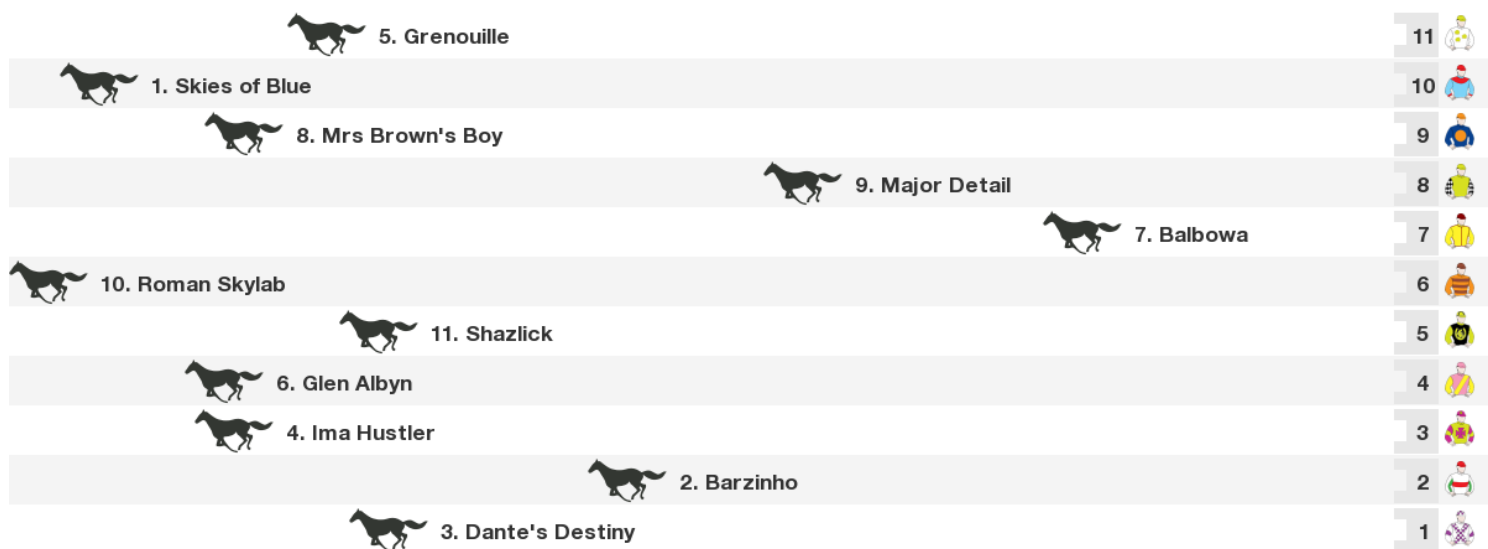 5. Grenouille 11
1. Skies of Blue 10
8. Mrs Brown's Boy 9
9. Major Detail 8
7. Balbowa 7
10. Roman Skylab 6
11. Shazlick 5
6. Glen Albyn 4
4. Ima Hustler 3
2. Barzinho 2
3. Dante's Destiny 1